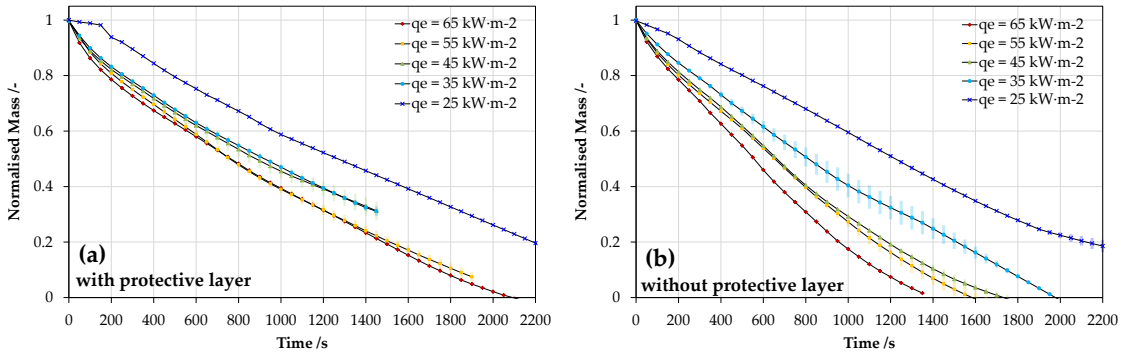 1
0.8
0.6
0.4
0.2
0
Normalised Mass /-
qe = 65 kW·m-2
qe = 55 kW·m-2
qe = 45 kW·m-2
qe = 35 kW·m-2
qe = 25 kW·m-2
(a)
with protective layer
0 200 400 600 800 1000 1200 1400 1600 1800 2000 2200
Time /s
1
0.8
0.6
0.4
0.2
0
Normalised Mass /-
qe = 65 kW·m-2
qe = 55 kW·m-2
qe = 45 kW·m-2
qe = 35 kW·m-2
qe = 25 kW·m-2
(b)
without protective layer
0 200 400 600 800 1000 1200 1400 1600 1800 2000 2200
Time /s